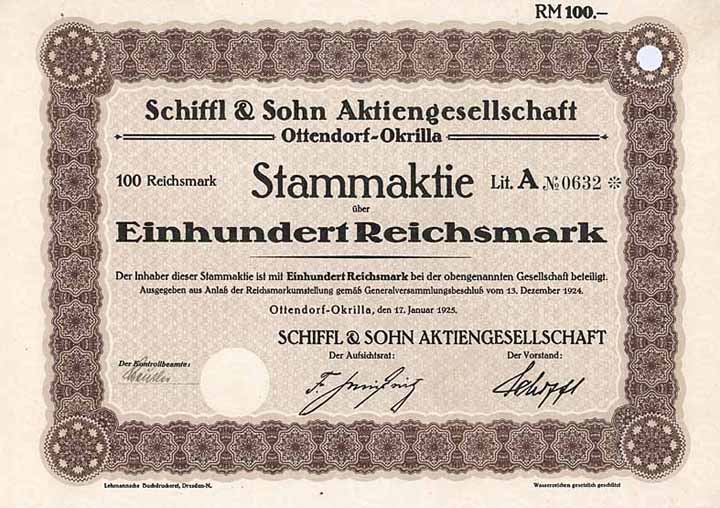 RM 100.—
Schiffl & Sohn Aktiengesellschaft
Ottendorf-Okrilla
100 Reichsmark Stammaktie Lit. A № 0632 ※
über
Einhundert Reichsmark
Der Inhaber dieser Stammaktie ist mit Einhundert Reichsmark bei der obengenannten Gesellschaft beteiligt.
Ausgegeben aus Anlaß der Reichsmarkumstellung gemäß Generalversammlungsbeschluß vom 13. Dezember 1924.
Ottendorf-Okrilla, den 17. Januar 1925.
SCHIFFL & SOHN AKTIENGESELLSCHAFT
Der Kontrollbeamte: Der Aufsichtsrat: Der Vorstand:
Schiffl
Lehmannsche Buchdruckerei, Dresden-N. Wasserzeichen gesetzlich geschützt